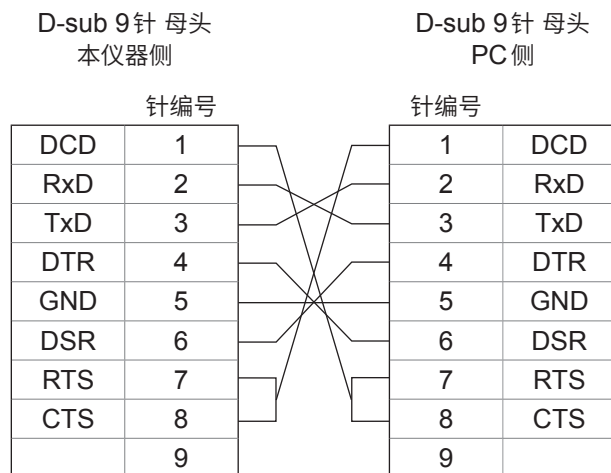 D-sub 9针 母头 D-sub 9针 母头
本仪器侧 PC侧
针编号 针编号
DCD 1 1 DCD
RxD 2 2 RxD
TxD 3 3 TxD
DTR 4 4 DTR
GND 5 5 GND
DSR 6 6 DSR
RTS 7 7 RTS
CTS 8 8 CTS
9 9